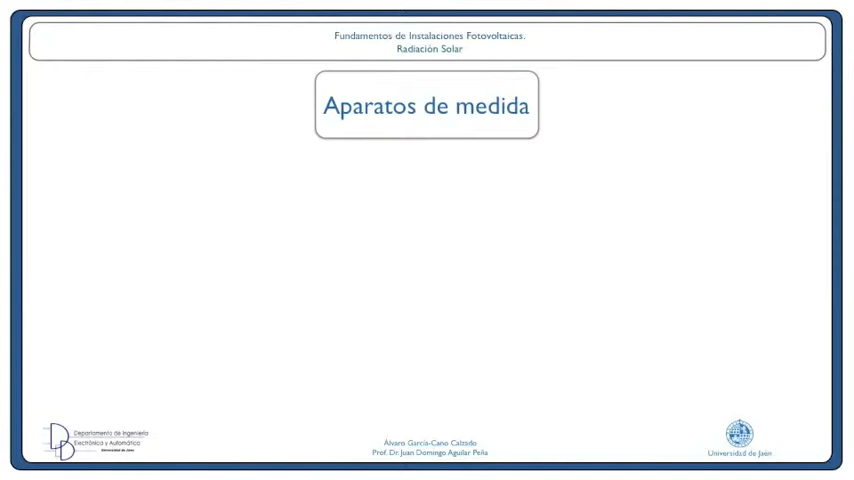 Fundamentos de Instalaciones Fotovoltaicas.
Radiación Solar
Aparatos de medida
Departamento de Ingeniería
Electrónica y Automática
Universidad de Jaén
Álvaro García-Cano Calzado
Prof. Dr. Juan Domingo Aguilar Peña
Universidad de Jaén